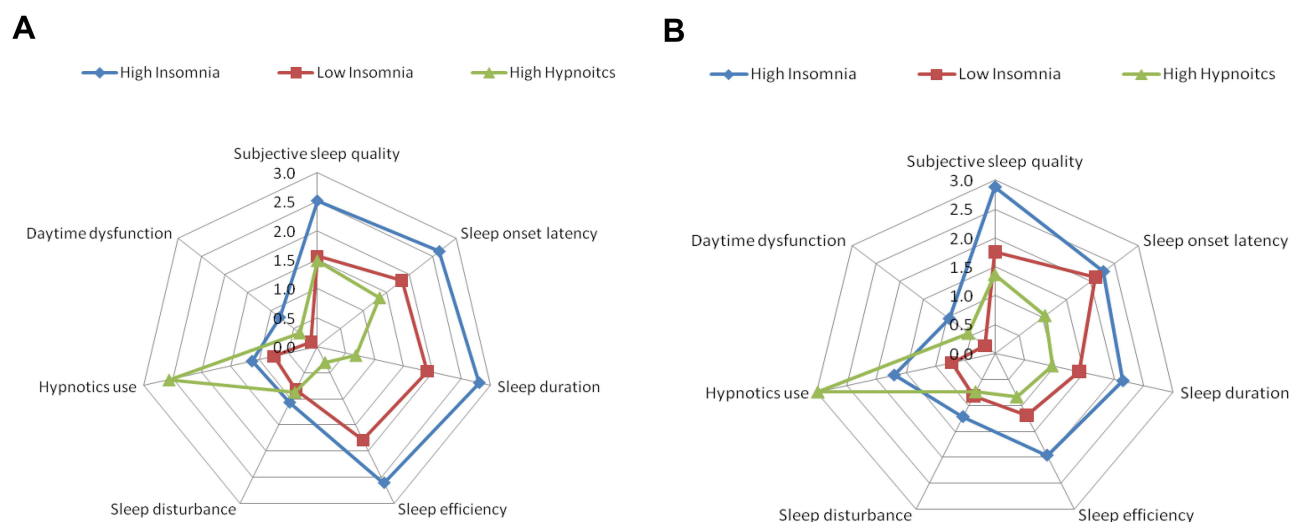 A
High Insomnia
Low Insomnia
High Hypnoitcs
Subjective sleep quality
3.0
2.5
2.0
1.5
1.0
0.5
0.0
Sleep onset latency
Sleep duration
Sleep efficiency
Sleep disturbance
Hypnotics use
Daytime dysfunction
B
High Insomnia
Low Insomnia
High Hypnoitcs
Subjective sleep quality
3.0
2.5
2.0
1.5
1.0
0.5
0.0
Sleep onset latency
Sleep duration
Sleep efficiency
Sleep disturbance
Hypnotics use
Daytime dysfunction